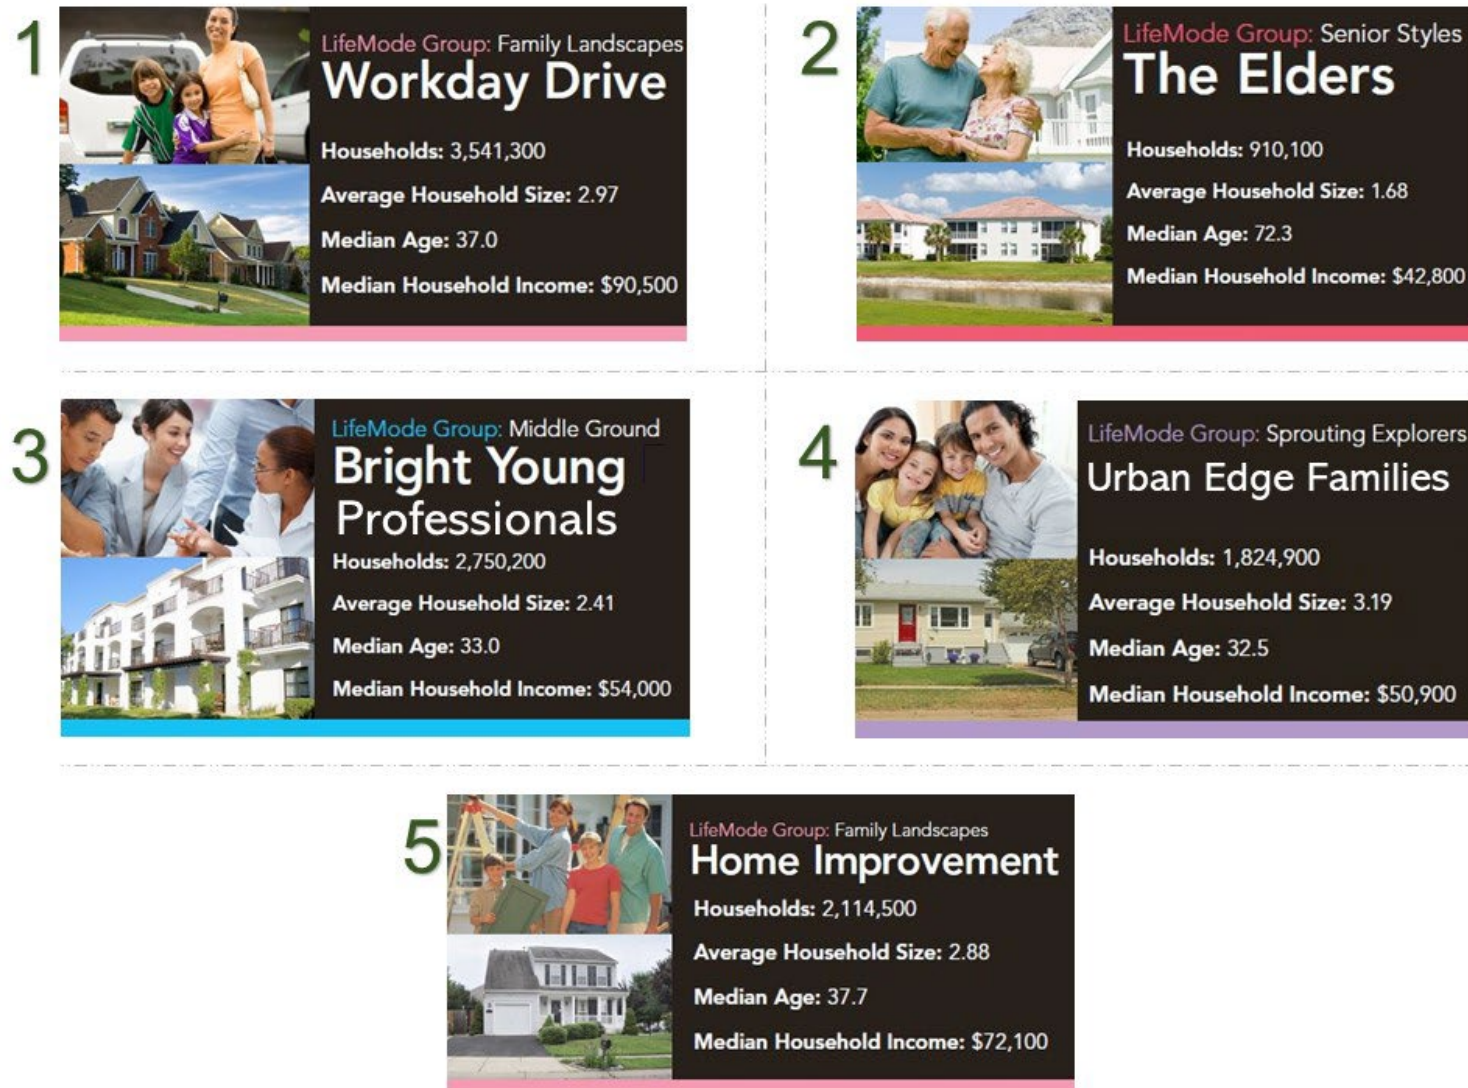 1
LifeMode Group: Family Landscapes
Workday Drive
Households: 3,541,300
Average Household Size: 2.97
Median Age: 37.0
Median Household Income: $90,500
2
LifeMode Group: Senior Styles
The Elders
Households: 910,100
Average Household Size: 1.68
Median Age: 72.3
Median Household Income: $42,800
3
LifeMode Group: Middle Ground
Bright Young
Professionals
Households: 2,750,200
Average Household Size: 2.41
Median Age: 33.0
Median Household Income: $54,000
4
LifeMode Group: Sprouting Explorers
Urban Edge Families
Households: 1,824,900
Average Household Size: 3.19
Median Age: 32.5
Median Household Income: $50,900
5
LifeMode Group: Family Landscapes
Home Improvement
Households: 2,114,500
Average Household Size: 2.88
Median Age: 37.7
Median Household Income: $72,100